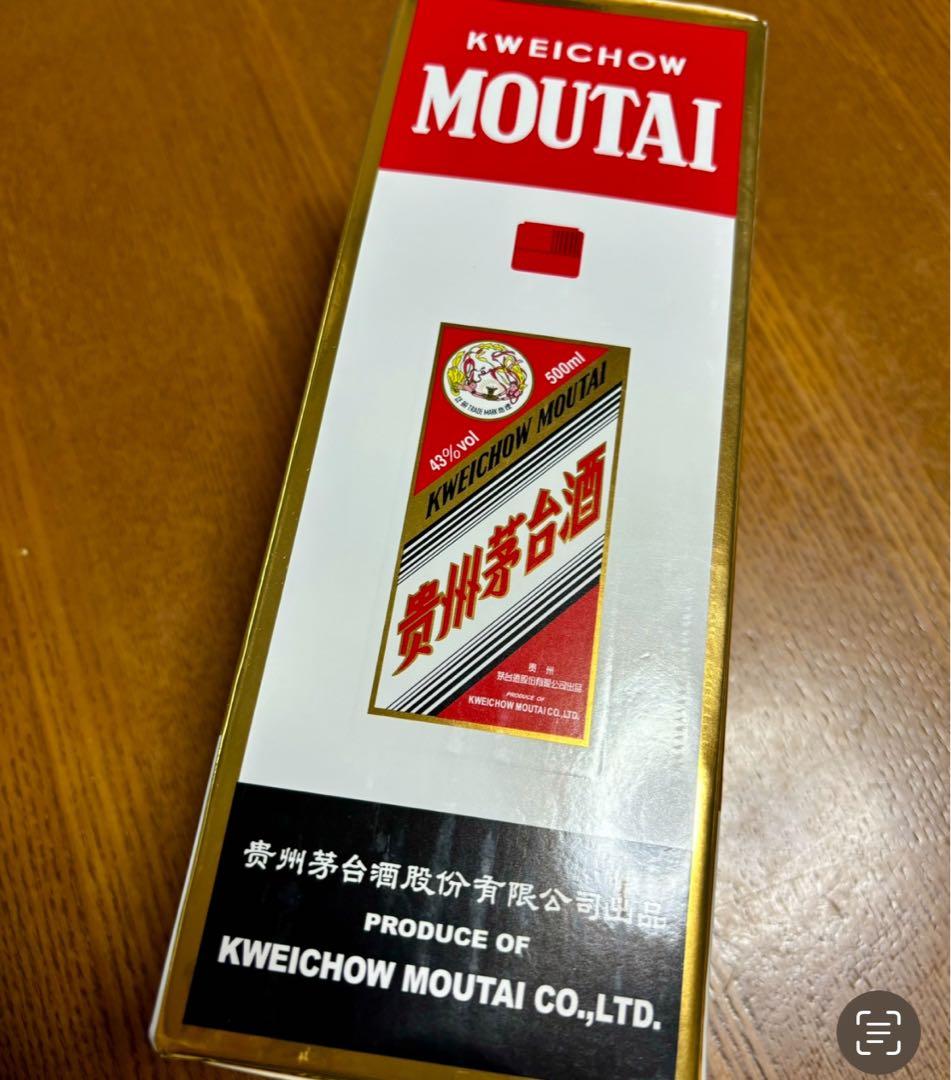 KWEICHOW
MOUTAI
TRADE MARK
500ml
43%vol
KWEICHOW MOUTAI
贵州茅台酒
贵 州
茅台酒股份有限公司出品
PRODUCE OF
KWEICHOW MOUTAI CO.,LTD.
贵州茅台酒股份有限公司出品
PRODUCE OF
KWEICHOW MOUTAI CO.,LTD.